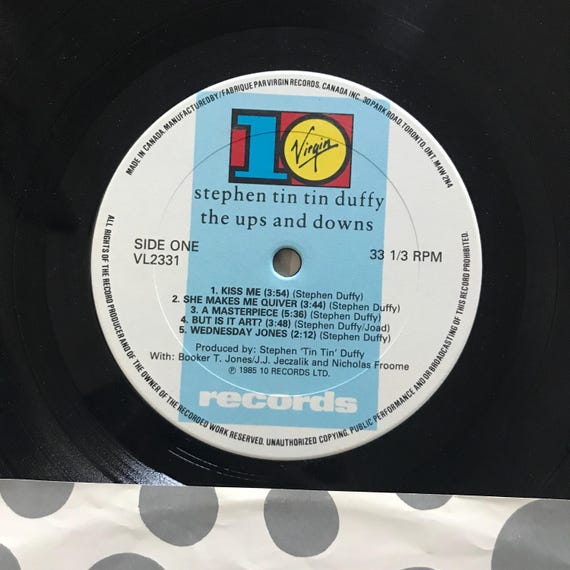 MADE IN CANADA, MANUFACTURED BY/FABRIQUE PAR VIRGIN RECORDS, CANADA INC. 30 PARK ROAD, TORONTO, ONT. M4W 2N4
10
Virgin
stephen tin tin duffy
the ups and downs
SIDE ONE
VL2331
33 1/3 RPM
1. KISS ME (3:54) (Stephen Duffy)
2. SHE MAKES ME QUIVER (3:44) (Stephen Duffy)
3. A MASTERPIECE (5:36) (Stephen Duffy)
4. BUT IS IT ART? (3:48) (Stephen Duffy/Joad)
5. WEDNESDAY JONES (2:12) (Stephen Duffy)
Produced by: Stephen 'Tin Tin' Duffy
With: Booker T. Jones/J.J. Jeczalik and Nicholas Froome
℗ 1985 10 RECORDS LTD.
records
ALL RIGHTS OF THE RECORD PRODUCER AND OF THE OWNER OF THE RECORDED WORK RESERVED. UNAUTHORIZED COPYING, PUBLIC PERFORMANCE AND/OR BROADCASTING OF THIS RECORD PROHIBITED.